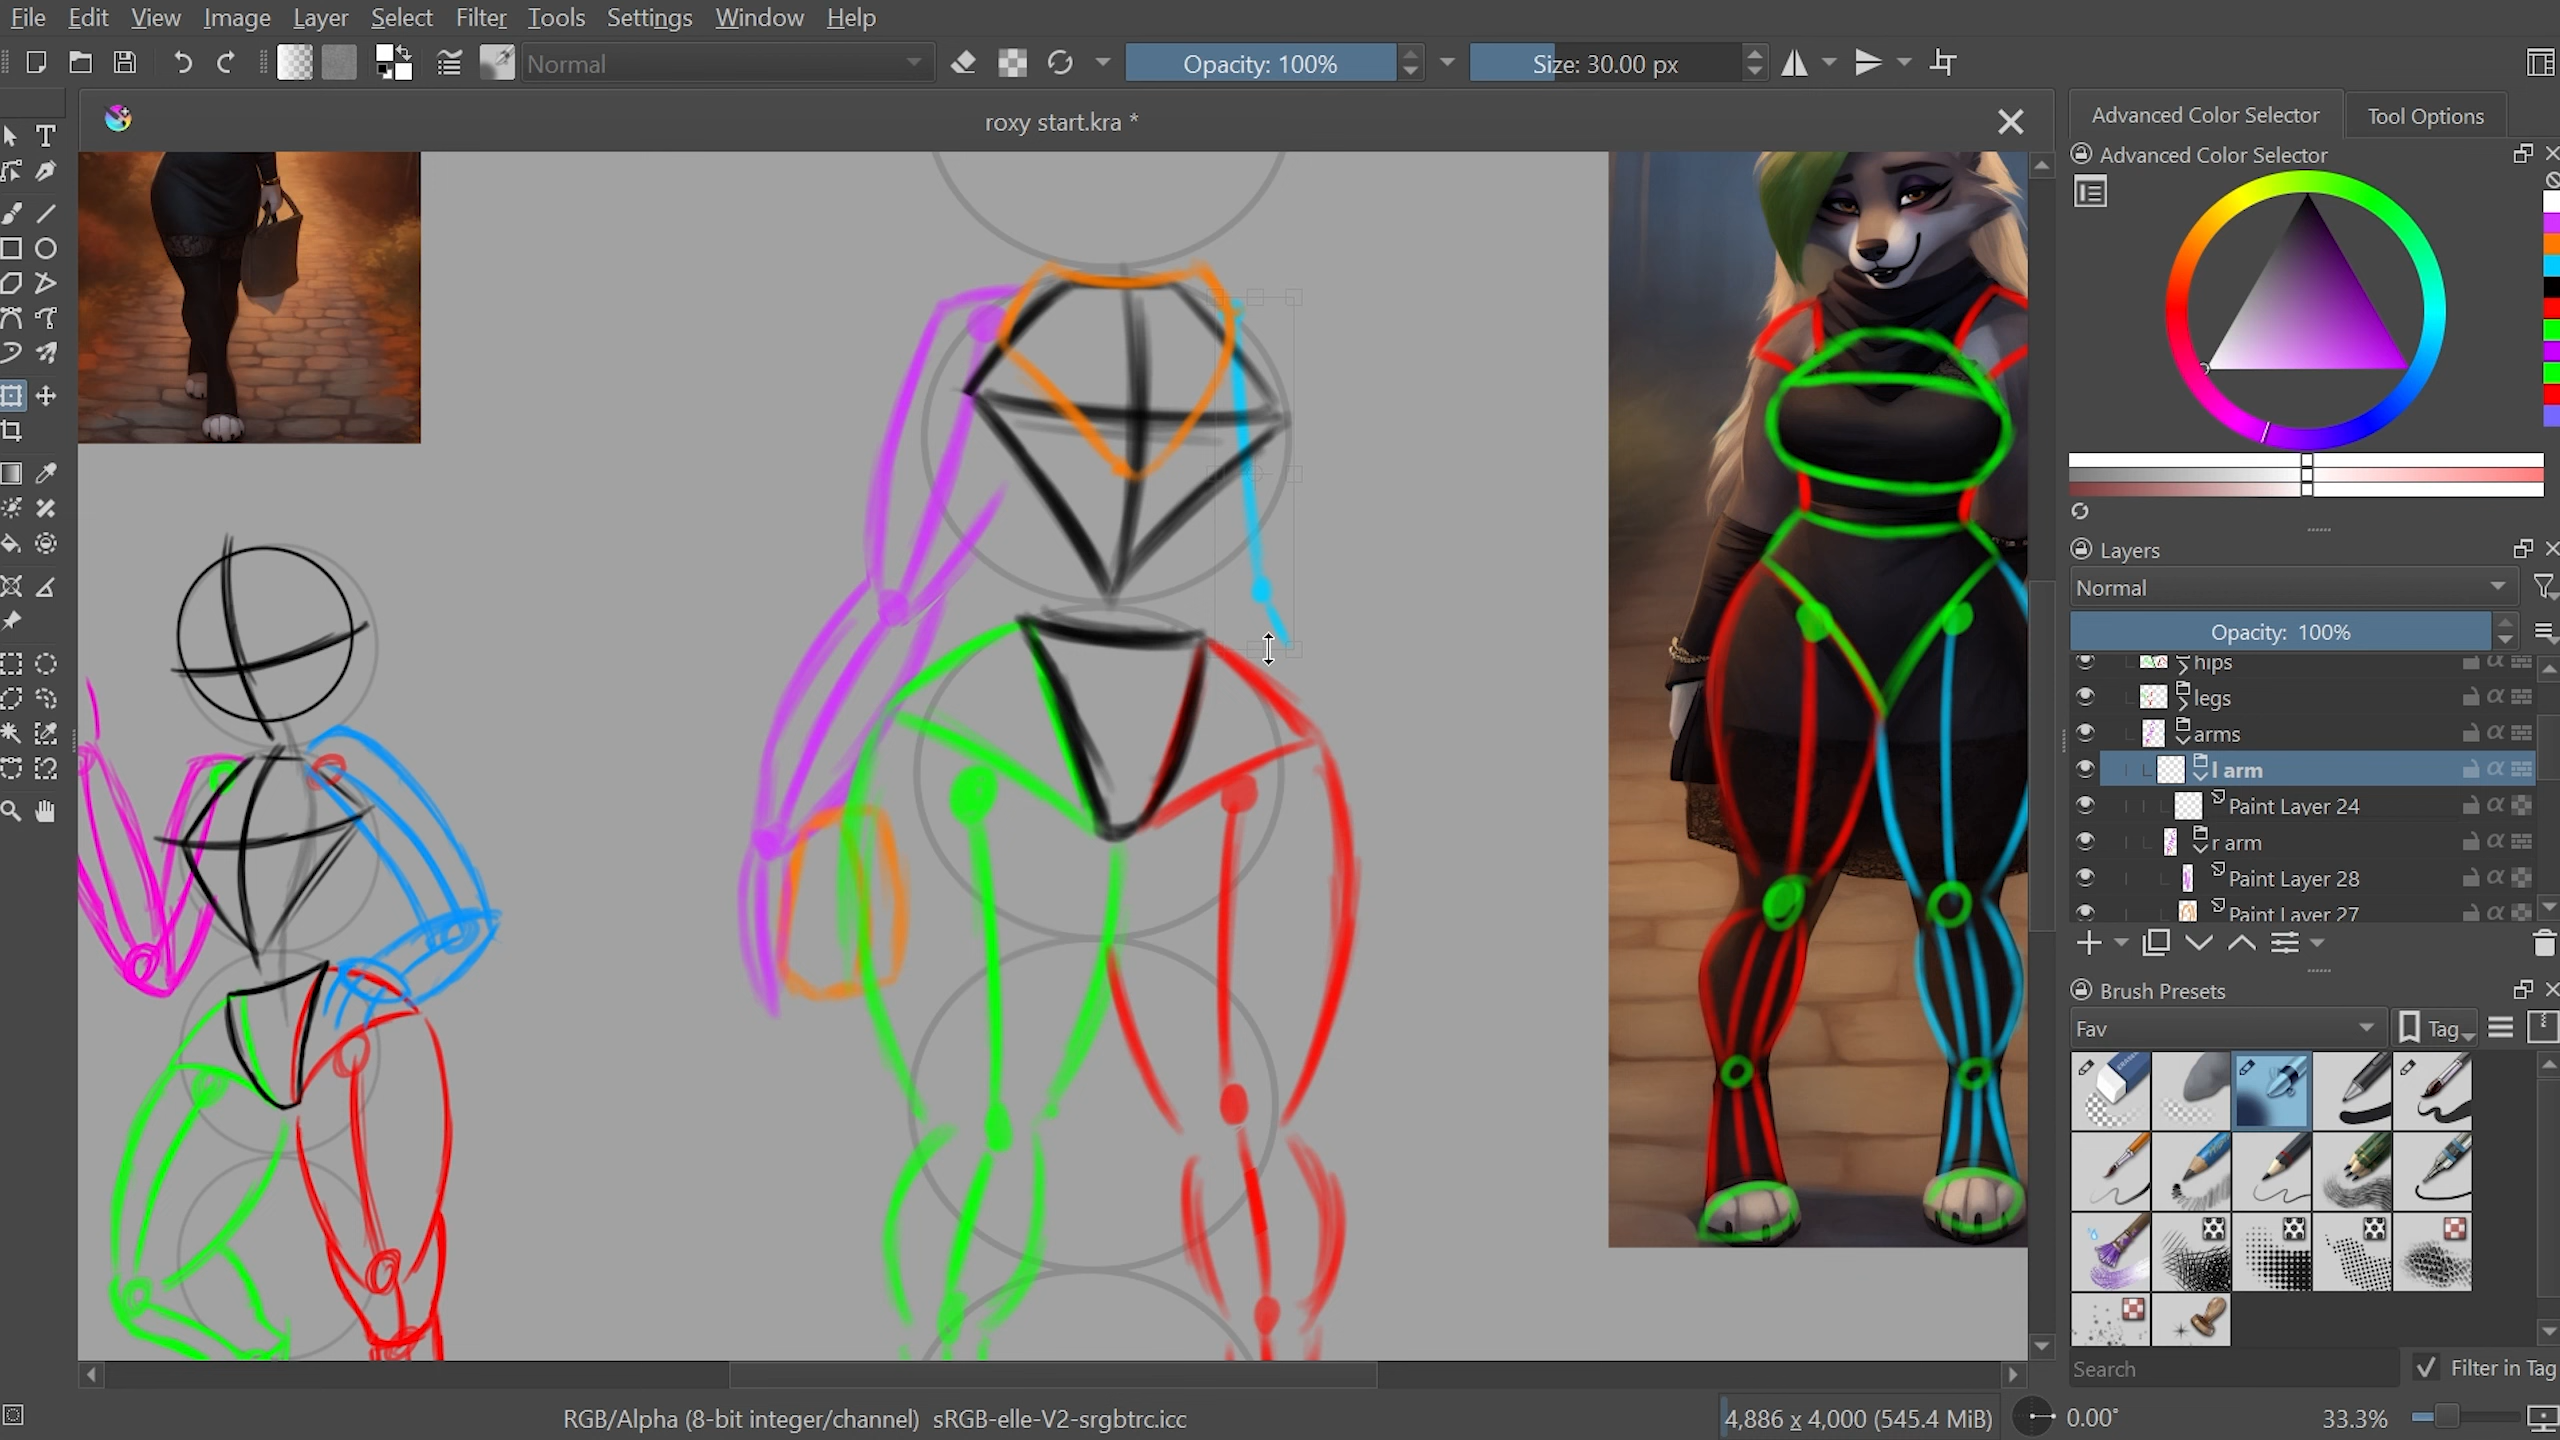 File Edit View Image Layer Select Filter Tools Settings Window Help
Normal
Opacity: 100%
Size: 30.00 px
roxy start.kra *
Advanced Color Selector
Tool Options
Advanced Color Selector
Layers
Normal
Opacity: 100%
hips
legs
arms
l arm
Paint Layer 24
r arm
Paint Layer 28
Paint Layer 27
Brush Presets
Fav
Tag
Search
Filter in Tag
RGB/Alpha (8-bit integer/channel) sRGB-elle-V2-srgbtrc.icc
4,886 x 4,000 (545.4 MiB)
0.00°
33.3%